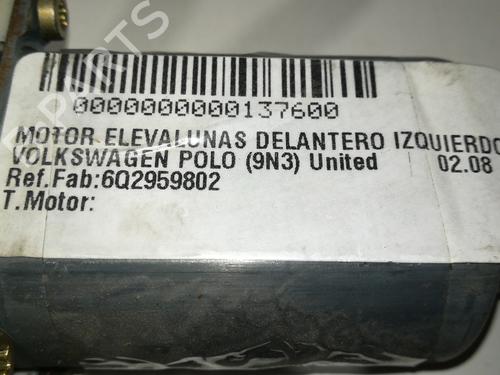 0000000000137600
MOTOR ELEVALUNAS DELANTERO IZQUIERDO
VOLKSWAGEN POLO (9N3) United 02.08
Ref.Fab:6Q2959802
T.Motor: